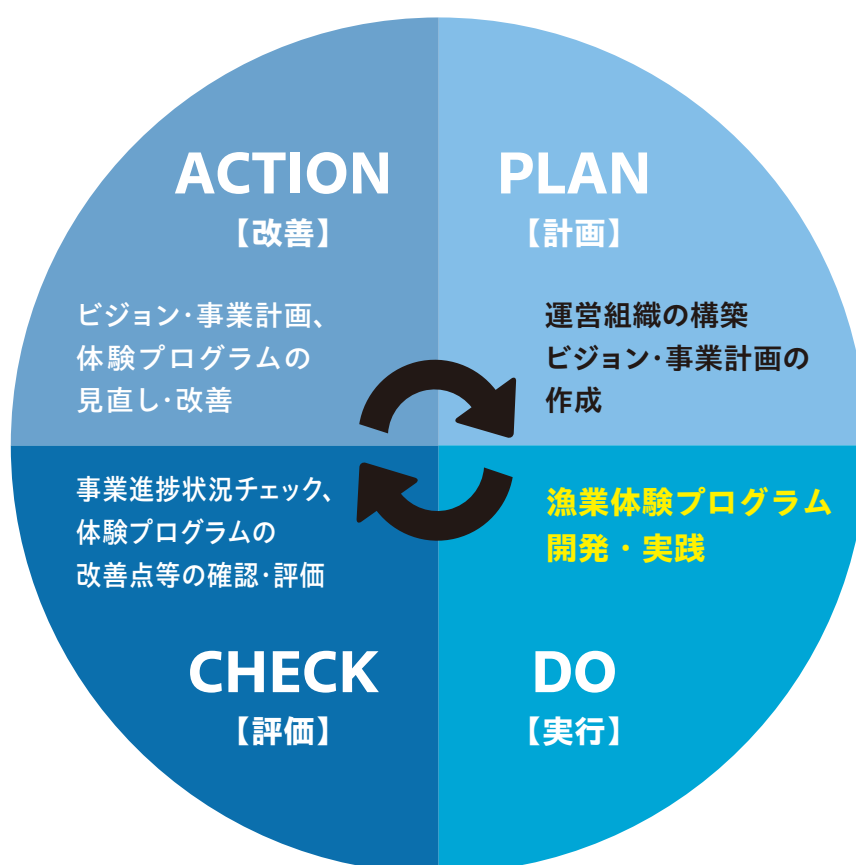 ACTION
【改善】
ビジョン･事業計画、
体験プログラムの
見直し･改善
PLAN
【計画】
運営組織の構築
ビジョン･事業計画の
作成
事業進捗状況チェック、
体験プログラムの
改善点等の確認･評価
CHECK
【評価】
漁業体験プログラム
開発・実践
DO
【実行】